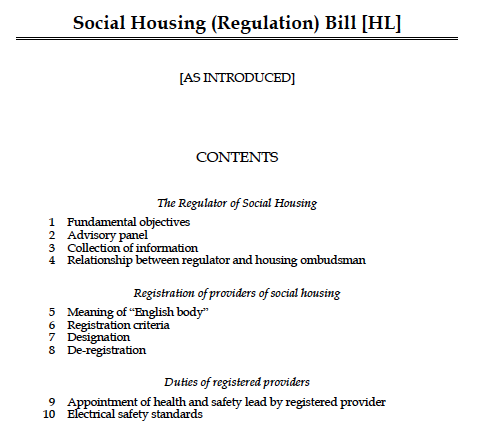 Social Housing (Regulation) Bill [HL]
[AS INTRODUCED]
CONTENTS
The Regulator of Social Housing
1 Fundamental objectives
2 Advisory panel
3 Collection of information
4 Relationship between regulator and housing ombudsman
Registration of providers of social housing
5 Meaning of “English body”
6 Registration criteria
7 Designation
8 De-registration
Duties of registered providers
9 Appointment of health and safety lead by registered provider
10 Electrical safety standards